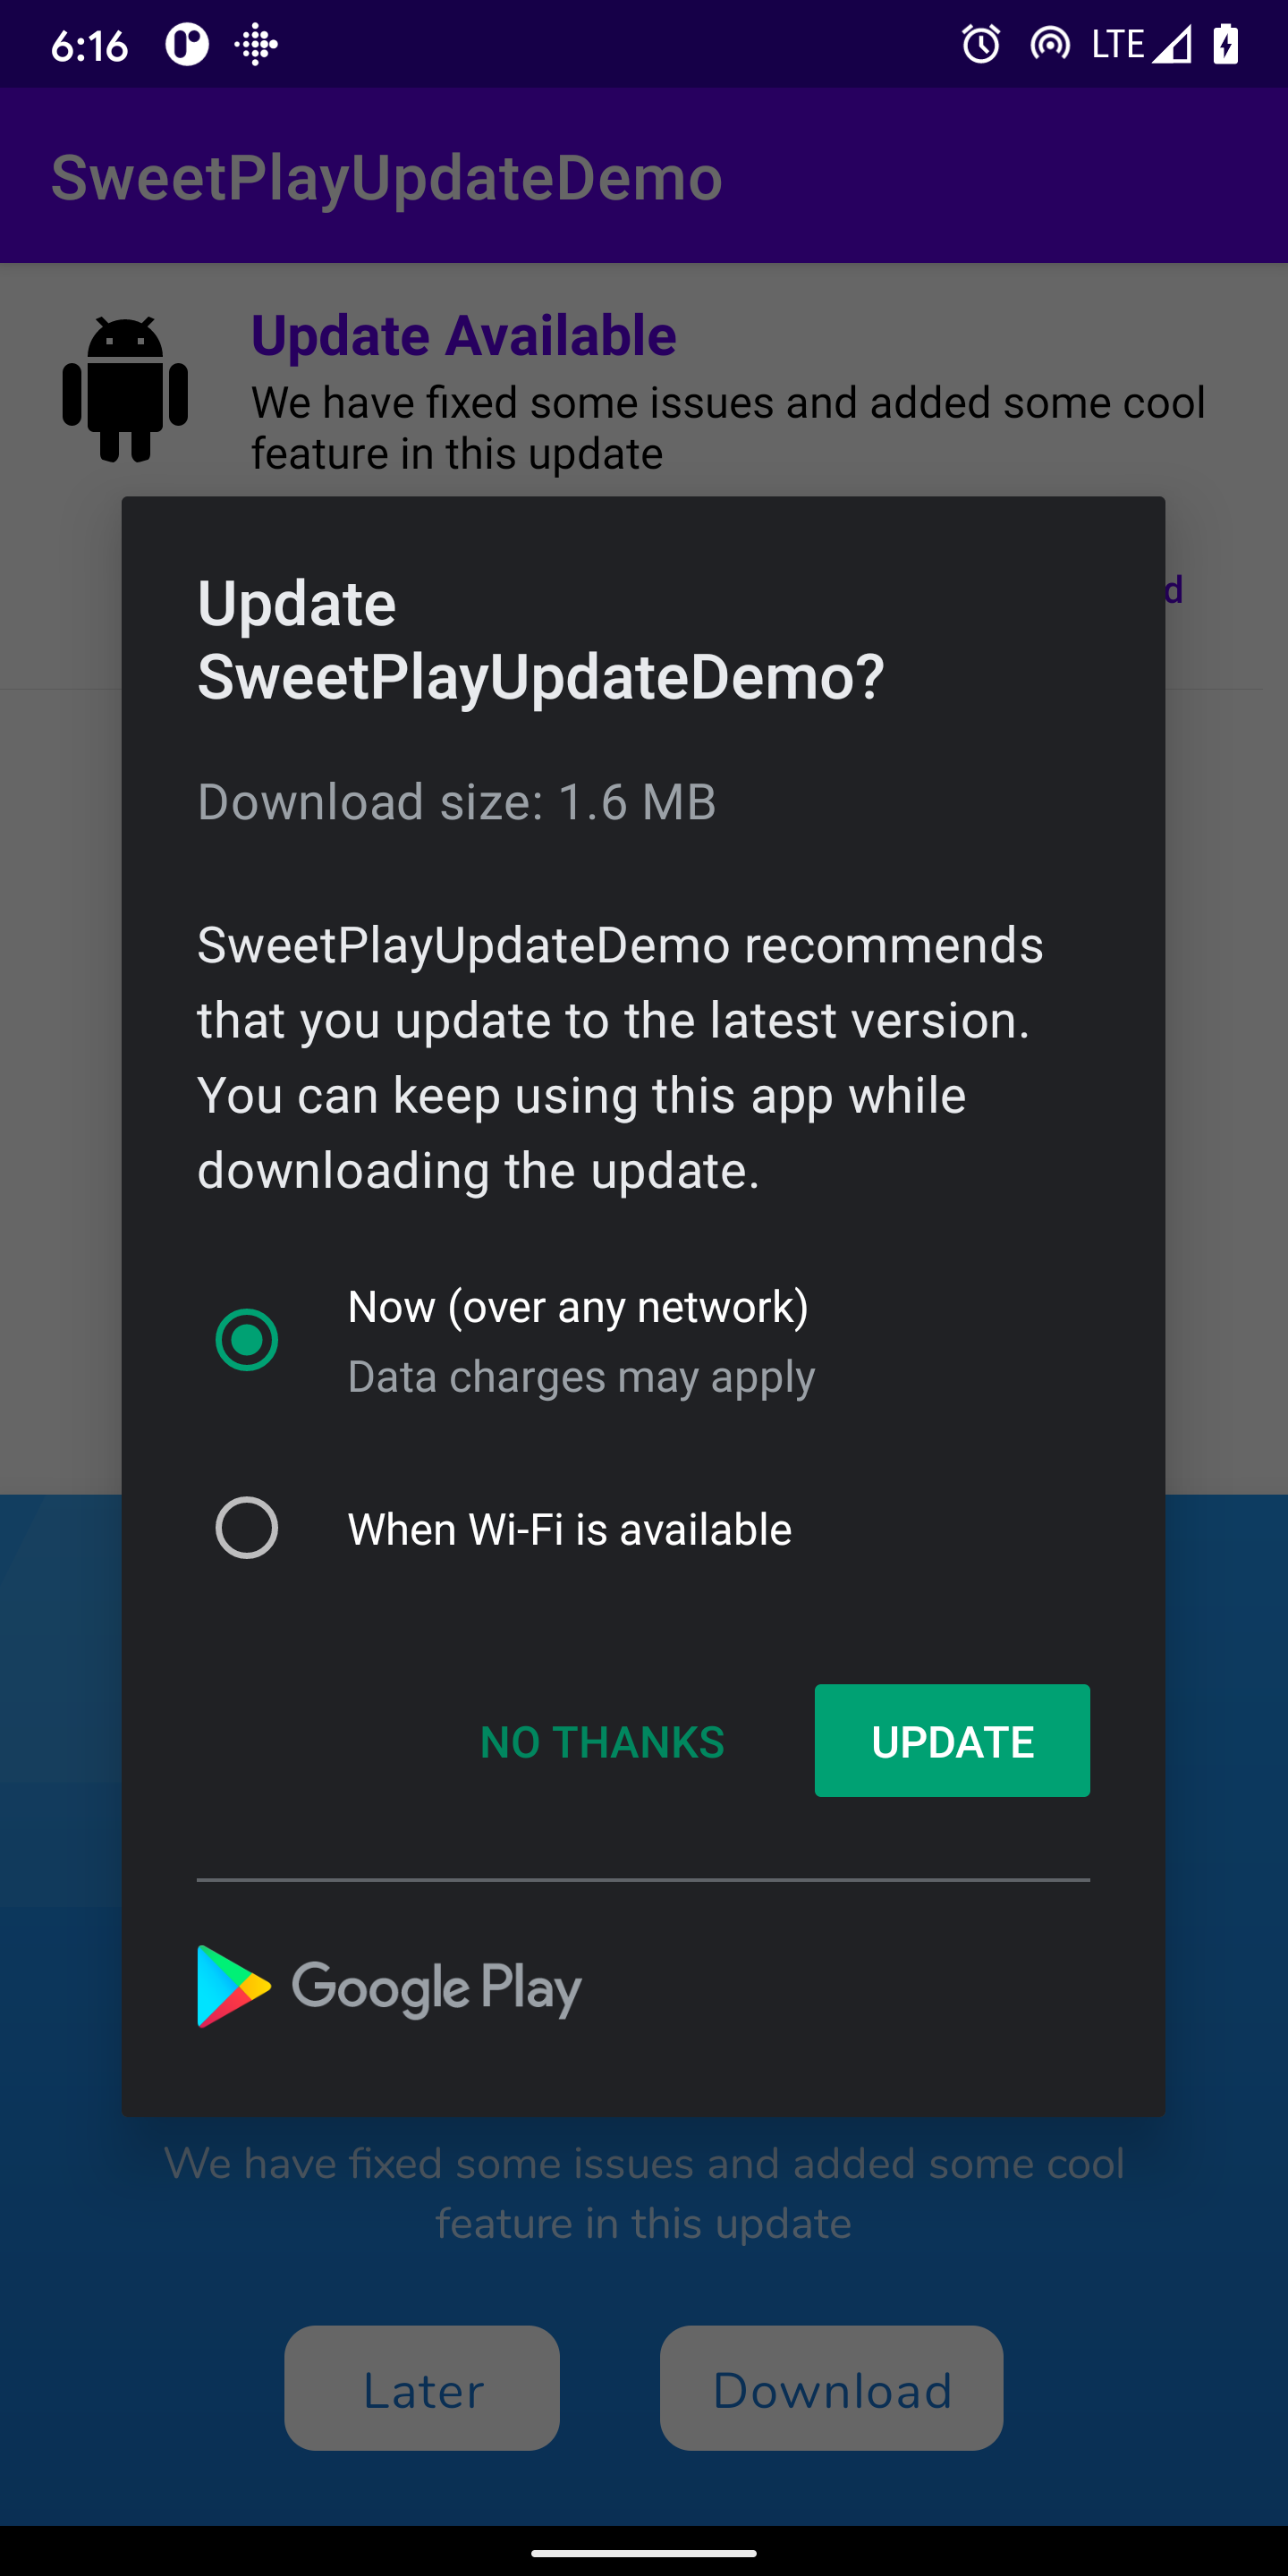 6:16 LTE
SweetPlayUpdateDemo
Update Available
We have fixed some issues and added some cool
feature in this update
d
Update
SweetPlayUpdateDemo?
Download size: 1.6 MB
SweetPlayUpdateDemo recommends
that you update to the latest version.
You can keep using this app while
downloading the update.
Now (over any network)
Data charges may apply
When Wi-Fi is available
NO THANKS UPDATE
Google Play
We have fixed some issues and added some cool
feature in this update
Later Download